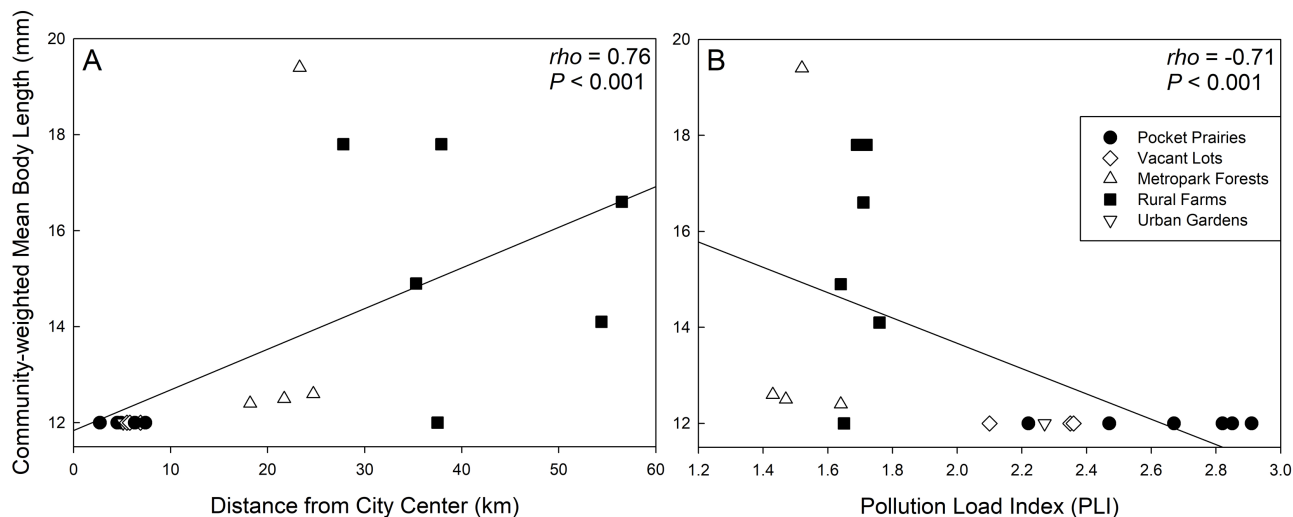 Community-weighted Mean Body Length (mm)
A
rho = 0.76
P < 0.001
20
18
16
14
12
0 10 20 30 40 50 60
Distance from City Center (km)
B
rho = -0.71
P < 0.001
Pocket Prairies
Vacant Lots
Metropark Forests
Rural Farms
Urban Gardens
20
18
16
14
12
1.2 1.4 1.6 1.8 2.0 2.2 2.4 2.6 2.8 3.0
Pollution Load Index (PLI)